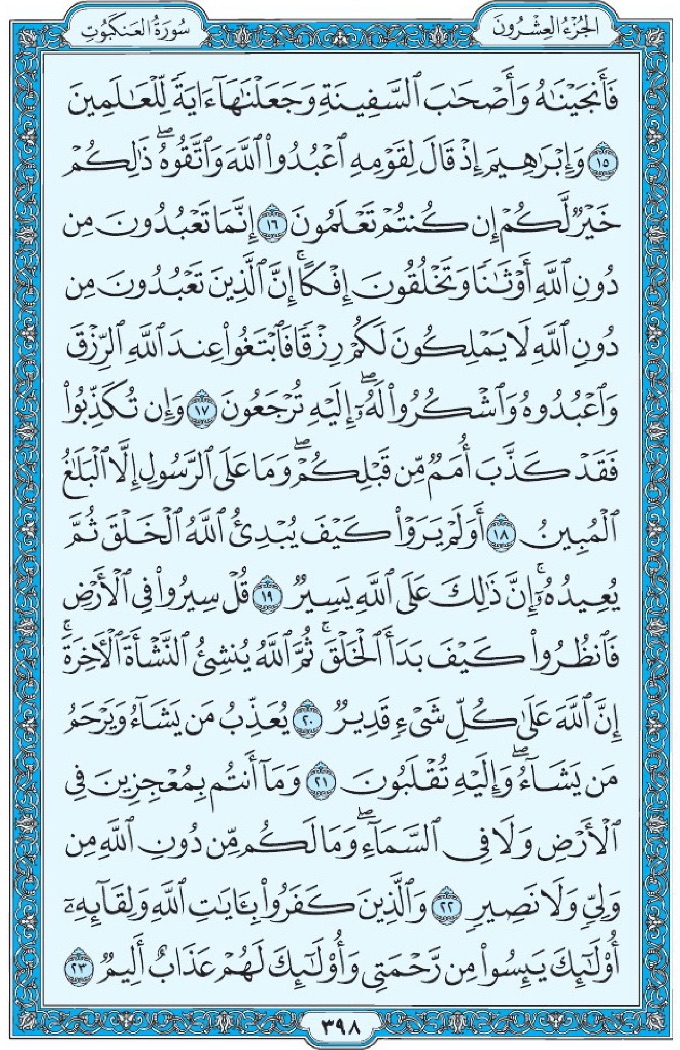 الجُزْءُ العِشْرُونَ
سُورَةُ العَنكَبُوتِ
فَأَنجَيْنَٰهُ وَأَصْحَٰبَ ٱلسَّفِينَةِ وَجَعَلْنَٰهَآ ءَايَةً لِّلْعَٰلَمِينَ
١٥ وَإِبْرَٰهِيمَ إِذْ قَالَ لِقَوْمِهِ ٱعْبُدُوا۟ ٱللَّهَ وَٱتَّقُوهُۖ ذَٰلِكُمْ
خَيْرٌ لَّكُمْ إِن كُنتُمْ تَعْلَمُونَ ١٦ إِنَّمَا تَعْبُدُونَ مِن
دُونِ ٱللَّهِ أَوْثَٰنًا وَتَخْلُقُونَ إِفْكًاۚ إِنَّ ٱلَّذِينَ تَعْبُدُونَ مِن
دُونِ ٱللَّهِ لَا يَمْلِكُونَ لَكُمْ رِزْقًا فَٱبْتَغُوا۟ عِندَ ٱللَّهِ ٱلرِّزْقَ
وَٱعْبُدُوهُ وَٱشْكُرُوا۟ لَهُۥٓۖ إِلَيْهِ تُرْجَعُونَ ١٧ وَإِن تُكَذِّبُوا۟
فَقَدْ كَذَّبَ أُمَمٌ مِّن قَبْلِكُمْۖ وَمَا عَلَى ٱلرَّسُولِ إِلَّا ٱلْبَلَٰغُ
ٱلْمُبِينُ ١٨ أَوَلَمْ يَرَوْا۟ كَيْفَ يُبْدِئُ ٱللَّهُ ٱلْخَلْقَ ثُمَّ
يُعِيدُهُۥٓۚ إِنَّ ذَٰلِكَ عَلَى ٱللَّهِ يَسِيرٌ ١٩ قُلْ سِيرُوا۟ فِى ٱلْأَرْضِ
فَٱنظُرُوا۟ كَيْفَ بَدَأَ ٱلْخَلْقَۚ ثُمَّ ٱللَّهُ يُنشِئُ ٱلنَّشْأَةَ ٱلْأَخِرَةَۚ
إِنَّ ٱللَّهَ عَلَىٰ كُلِّ شَىْءٍ قَدِيرٌ ٢٠ يُعَذِّبُ مَن يَشَآءُ وَيَرْحَمُ
مَن يَشَآءُۖ وَإِلَيْهِ تُقْلَبُونَ ٢١ وَمَآ أَنتُم بِمُعْجِزِينَ فِى
ٱلْأَرْضِ وَلَا فِى ٱلسَّمَآءِۖ وَمَا لَكُم مِّن دُونِ ٱللَّهِ مِن
وَلِىٍّ وَلَا نَصِيرٍ ٢٢ وَٱلَّذِينَ كَفَرُوا۟ بِـَٔايَٰتِ ٱللَّهِ وَلِقَآئِهِۦٓ
أُو۟لَٰٓئِكَ يَئِسُوا۟ مِن رَّحْمَتِى وَأُو۟لَٰٓئِكَ لَهُمْ عَذَابٌ أَلِيمٌ ٢٣
٣٩٨